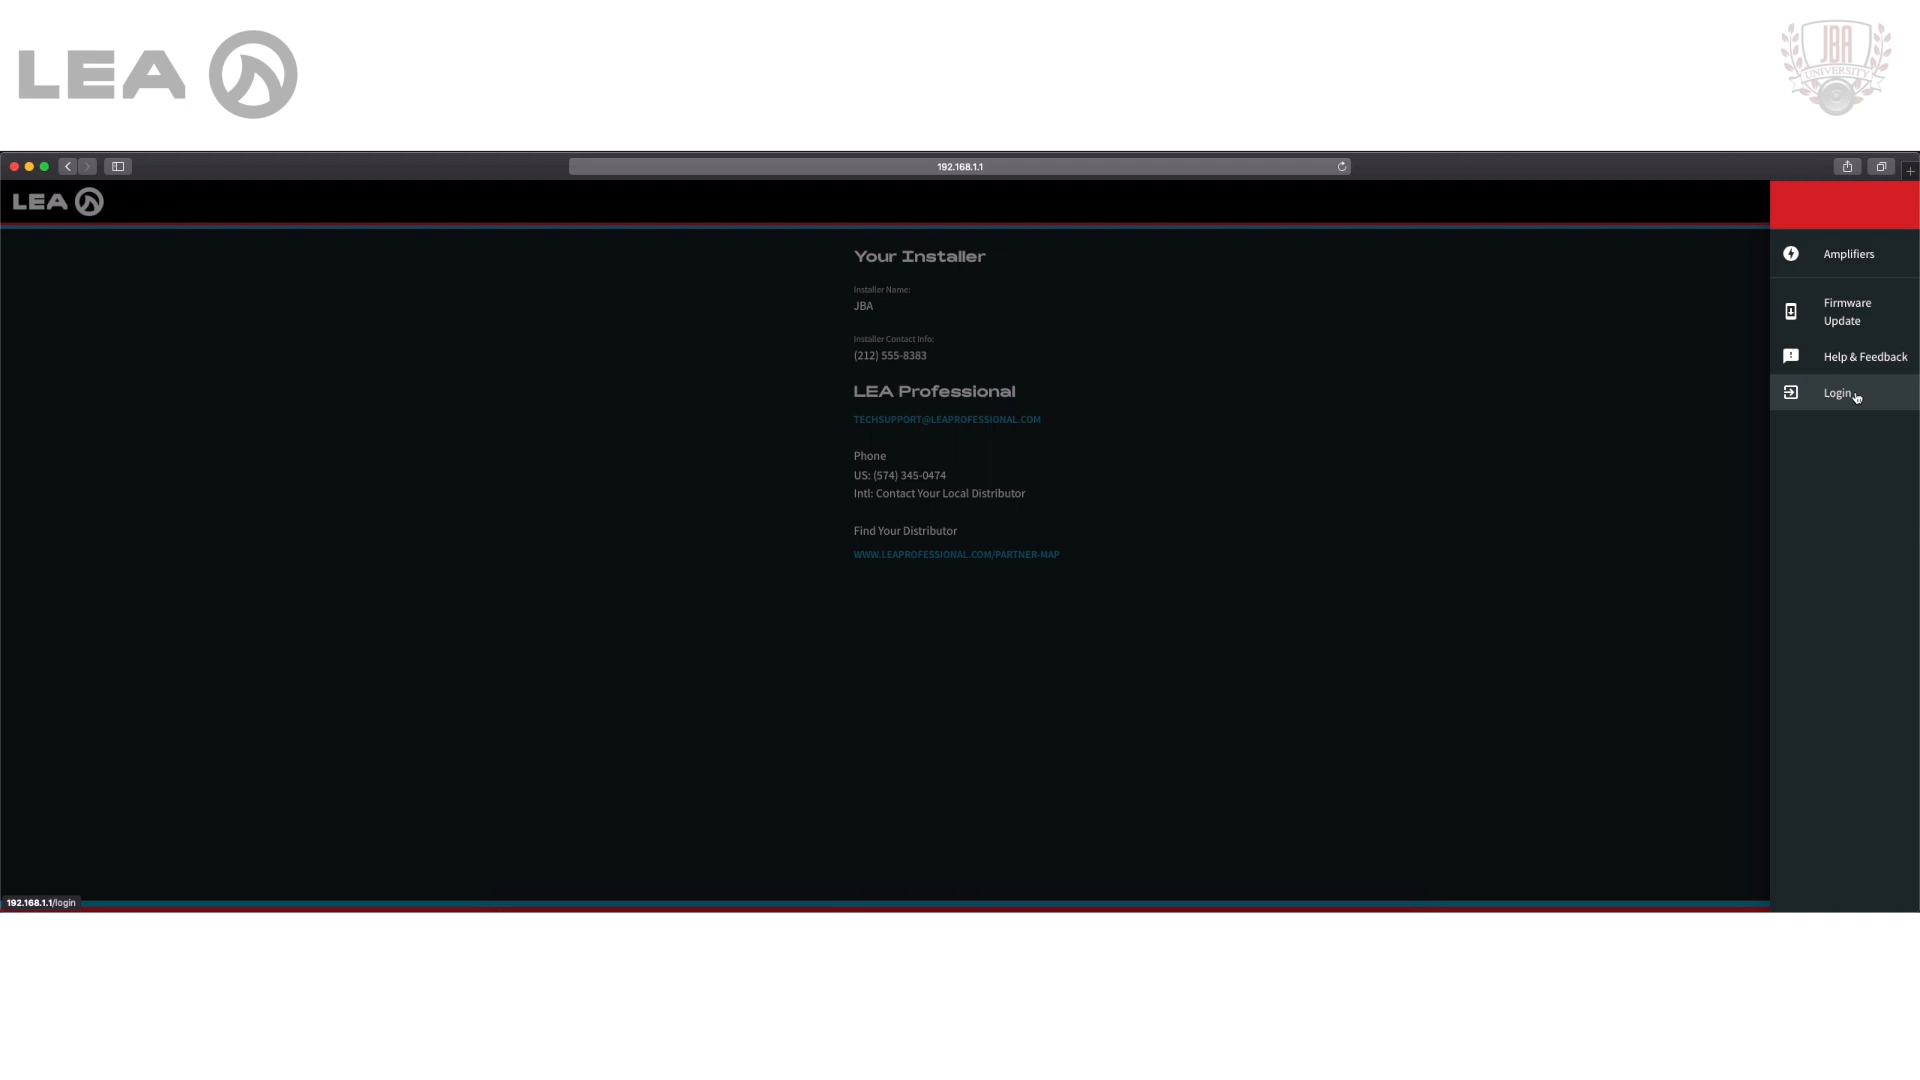 LEA
JBA
UNIVERSITY
192.168.1.1
LEA
Your Installer
Installer Name:
JBA
Installer Contact Info:
(212) 555-8383
LEA Professional
TECHSUPPORT@LEAPROFESSIONAL.COM
Phone
US: (574) 345-0474
Intl: Contact Your Local Distributor
Find Your Distributor
WWW.LEAPROFESSIONAL.COM/PARTNER-MAP
Amplifiers
Firmware
Update
Help & Feedback
Login
192.168.1.1/login